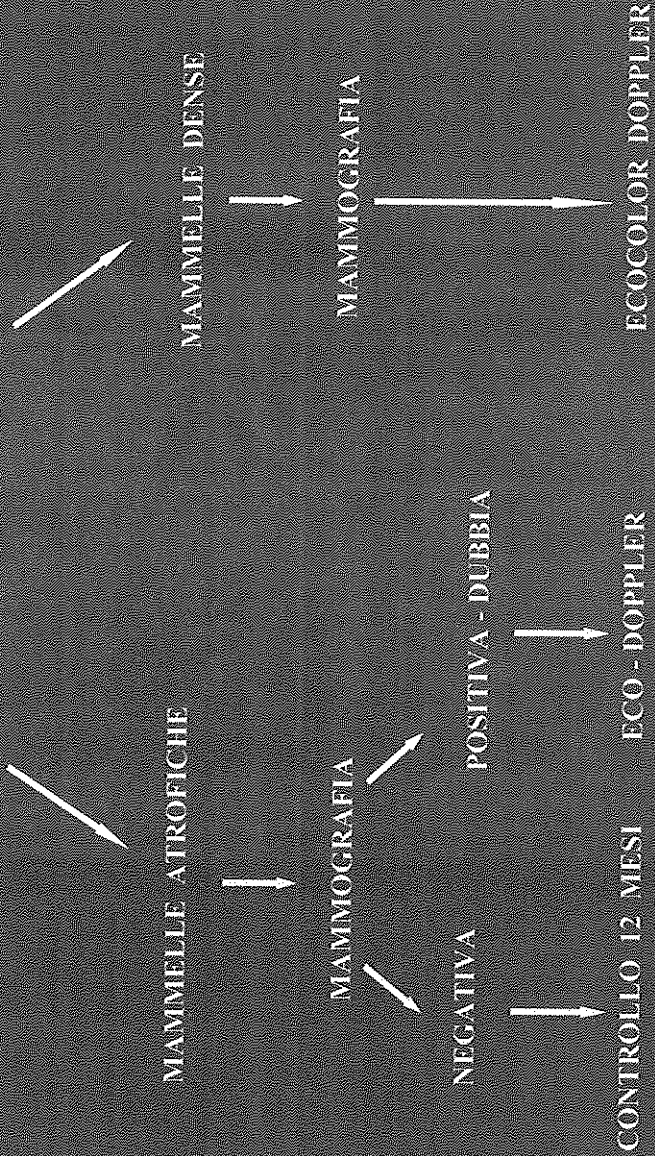 MAMMELLE ATROFICHE
MAMMELLE DENSE
MAMMOGRAFIA
MAMMOGRAFIA
NEGATIVA
POSITIVA - DUBBIA
CONTROLLO 12 MESI
ECO - DOPPLER
ECOCOLOR DOPPLER